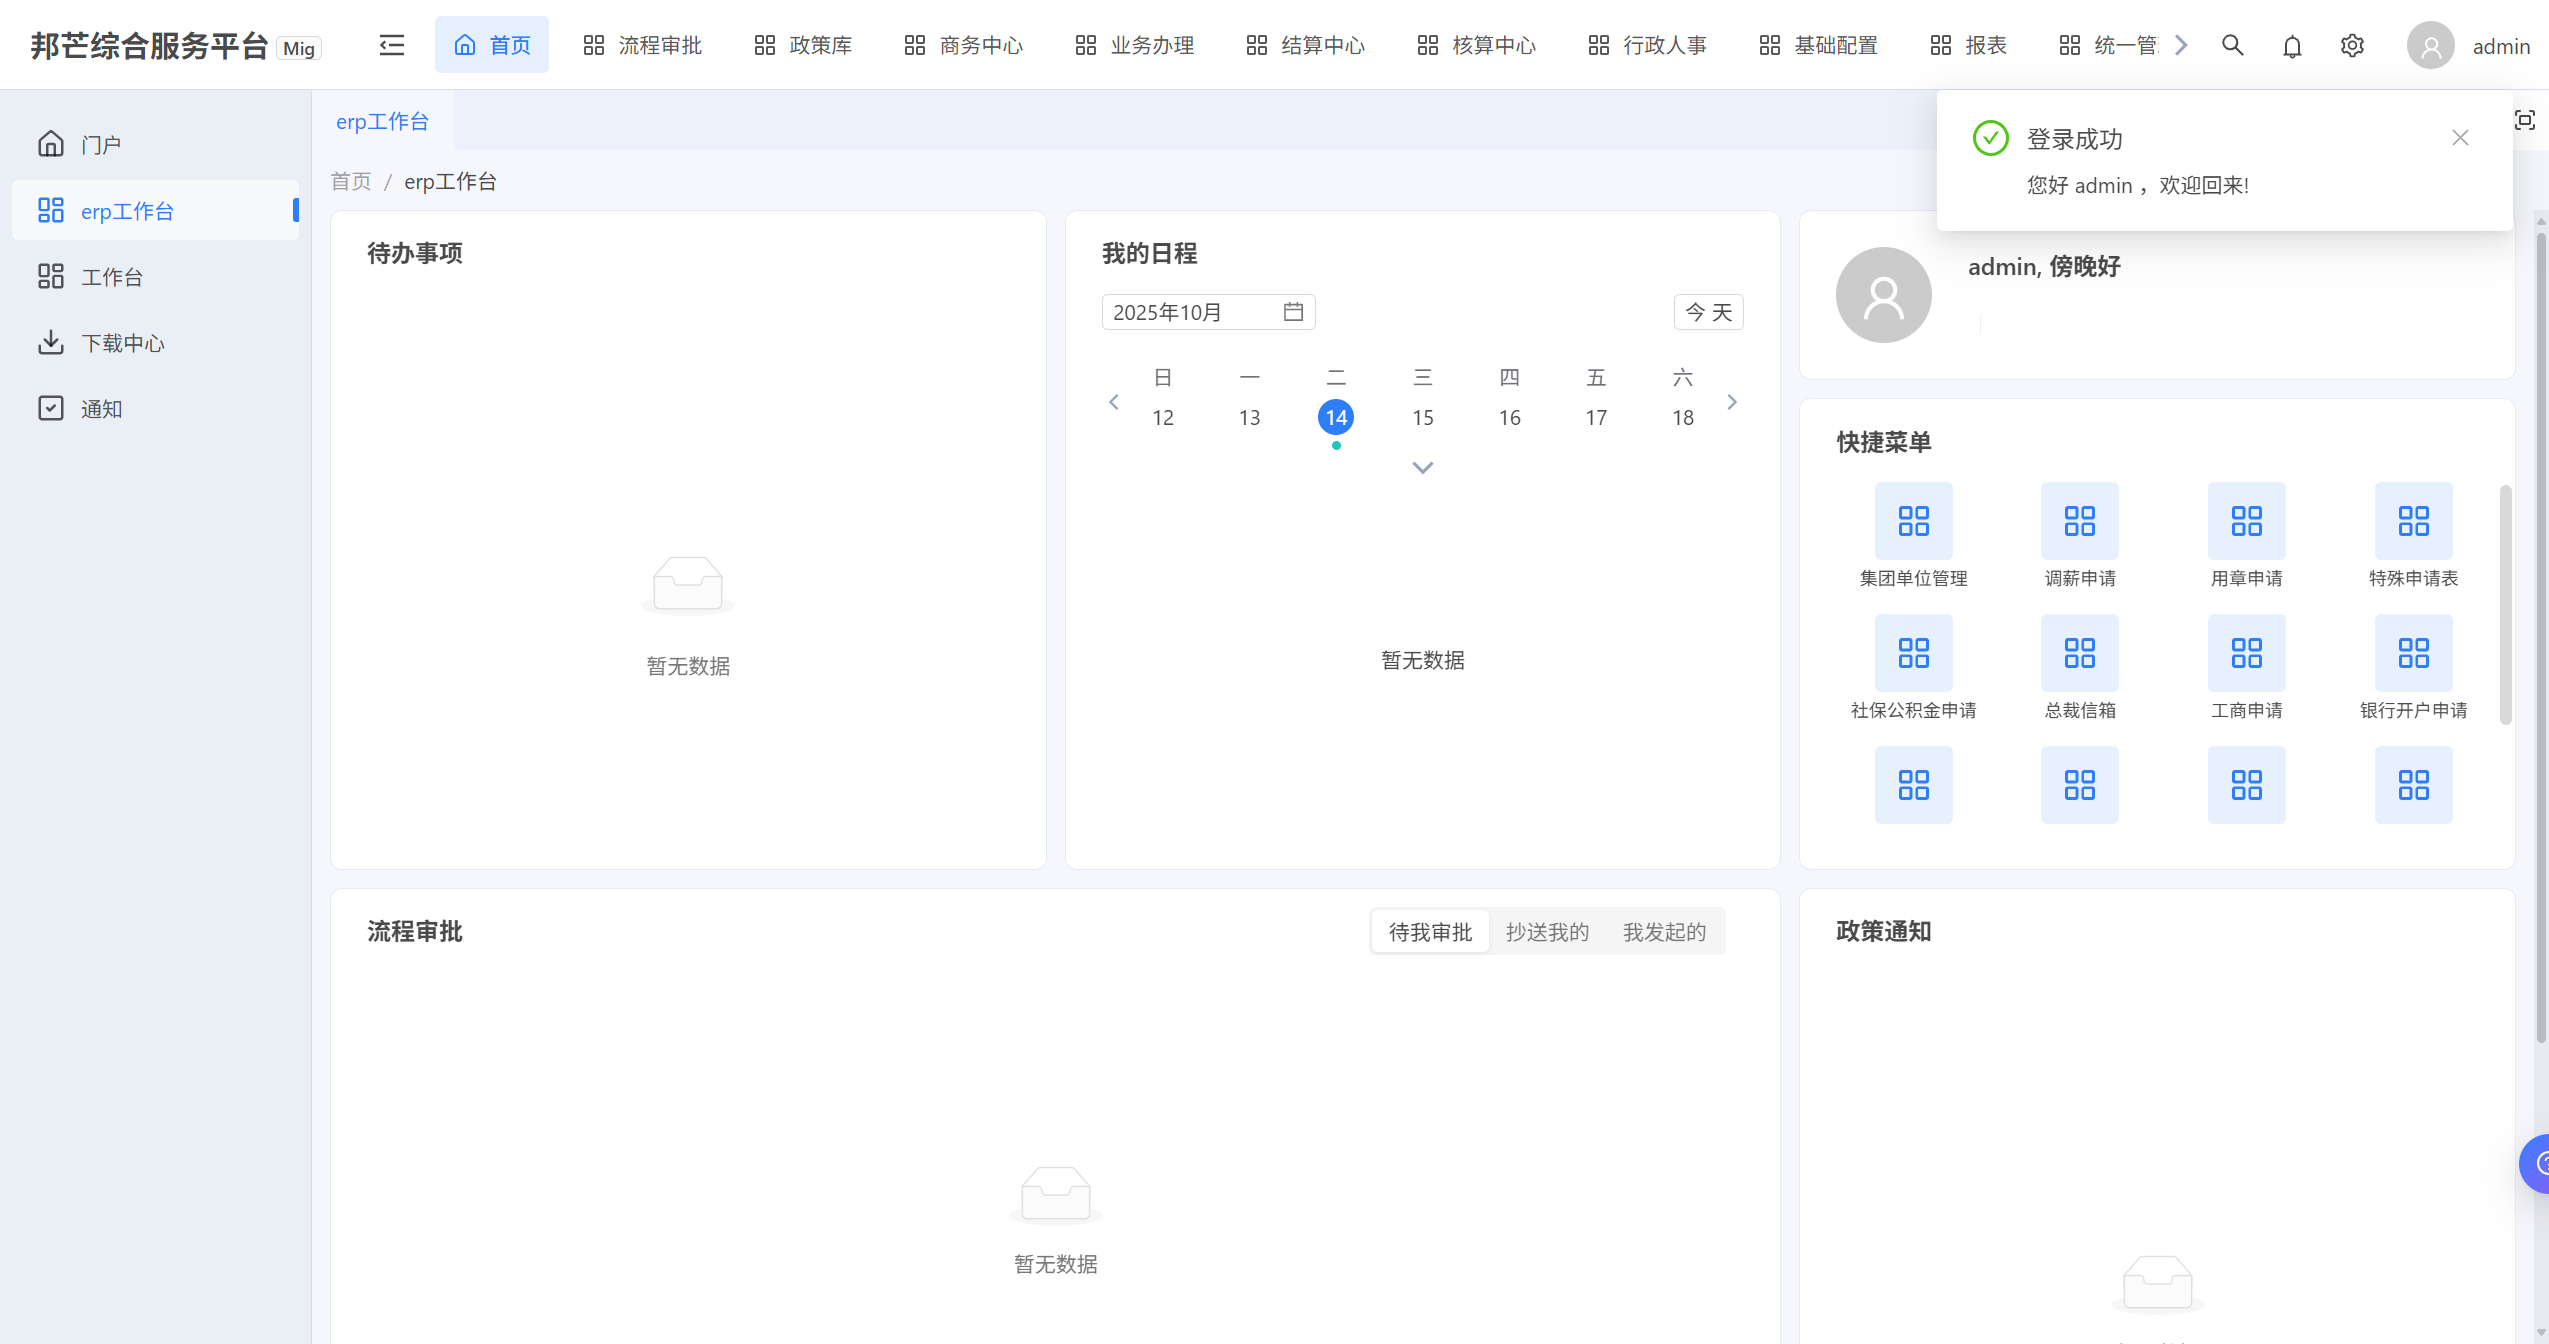 邦芒综合服务平台 Mig
首页 流程审批 政策库 商务中心 业务办理 结算中心 核算中心 行政人事 基础配置 报表 统一管
admin
门户
erp工作台
工作台
下载中心
通知
erp工作台
首页 / erp工作台
登录成功
您好 admin ，欢迎回来!
待办事项
暂无数据
我的日程
2025年10月
今 天
日 一 二 三 四 五 六
12 13 14 15 16 17 18
暂无数据
admin, 傍晚好
快捷菜单
集团单位管理 调薪申请 用章申请 特殊申请表
社保公积金申请 总裁信箱 工商申请 银行开户申请
流程审批
待我审批 抄送我的 我发起的
暂无数据
政策通知